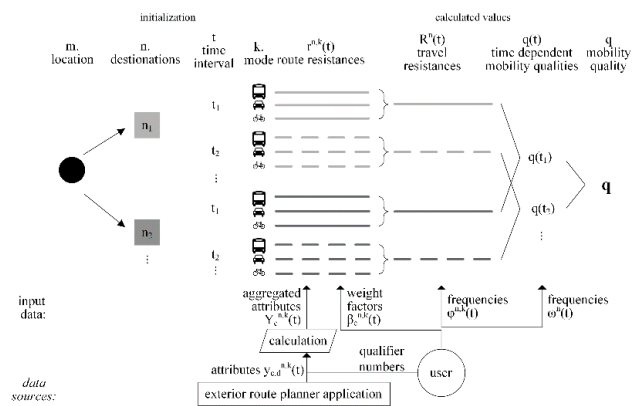 initialization
calculated values
m.
location
n.
destionations
t
time
interval
k.
mode
r^n,k(t)
route resistances
R^n(t)
travel
resistances
q(t)
time dependent
mobility qualities
q
mobility
quality
n₁
t₁
t₂
⋮
q(t₁)
q
q(t₂)
⋮
n₂
⋮
t₁
t₂
⋮
input
data:
aggregated
attributes
Y_c^n,k(t)
weight
factors
β_c^n,k(t)
frequencies
φ^n,k(t)
frequencies
ω^n(t)
calculation
attributes y_c,d^n,k(t)
qualifier
numbers
user
data
sources:
exterior route planner application